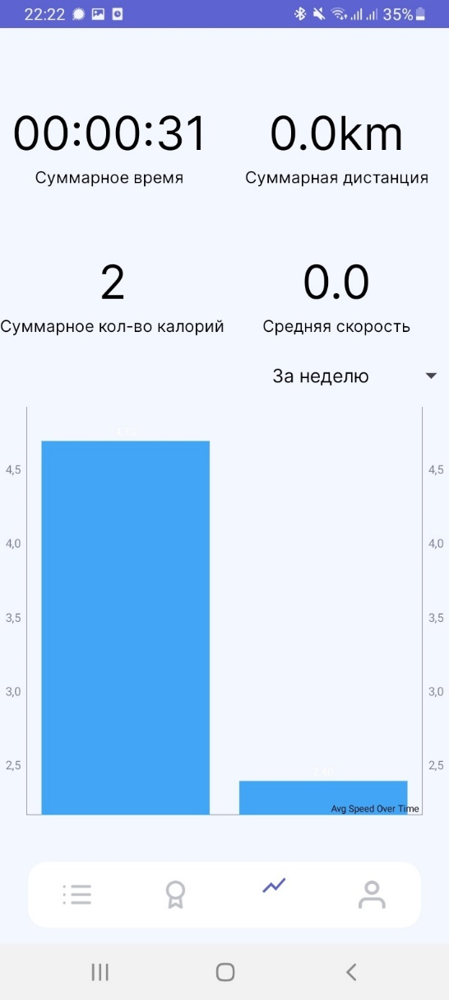 22:22 35%
00:00:31 0.0km
Суммарное время Суммарная дистанция
2 0.0
Суммарное кол-во калорий Средняя скорость
За неделю
4,70
4,5 4,5
4,0 4,0
3,5 3,5
3,0 3,0
2,5 2,5
Avg Speed Over Time